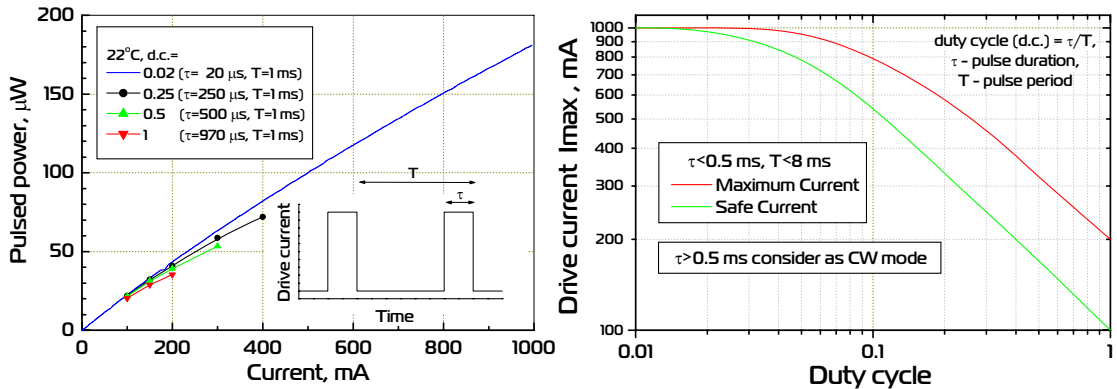 Pulsed power, μW
200
150
100
50
0
22°C, d.c.=
0.02 (τ= 20 μs, T=1 ms)
0.25 (τ=250 μs, T=1 ms)
0.5 (τ=500 μs, T=1 ms)
1 (τ=970 μs, T=1 ms)
Drive current
T
τ
Time
0
200
400
600
800
1000
Current, mA
Drive current Imax, mA
1000
900
800
700
600
500
400
300
200
100
duty cycle (d.c.) = τ/T,
τ - pulse duration,
T - pulse period
τ<0.5 ms, T<8 ms
Maximum Current
Safe Current
τ>0.5 ms consider as CW mode
0.01
0.1
1
Duty cycle